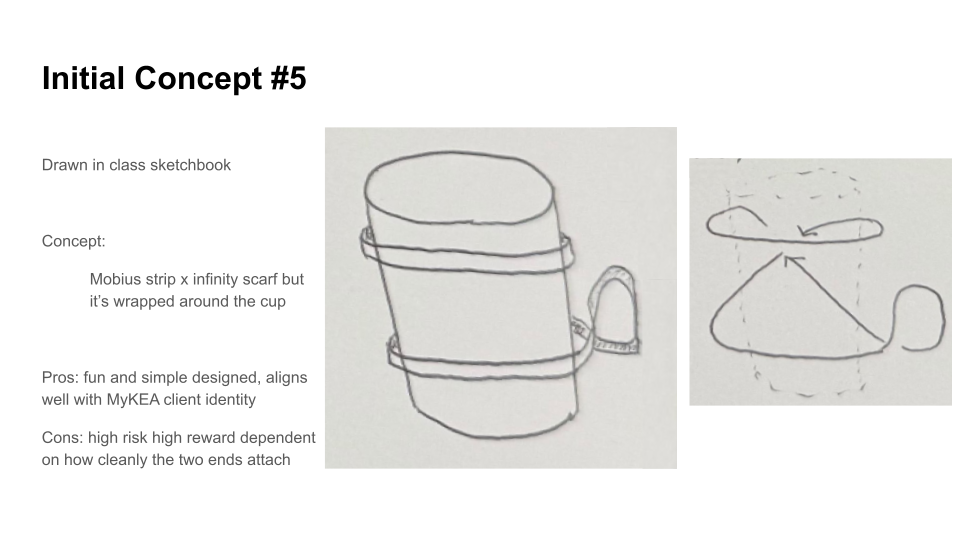 Initial Concept #5
Drawn in class sketchbook
Concept:
Mobius strip x infinity scarf but
it’s wrapped around the cup
Pros: fun and simple designed, aligns
well with MyKEA client identity
Cons: high risk high reward dependent
on how cleanly the two ends attach